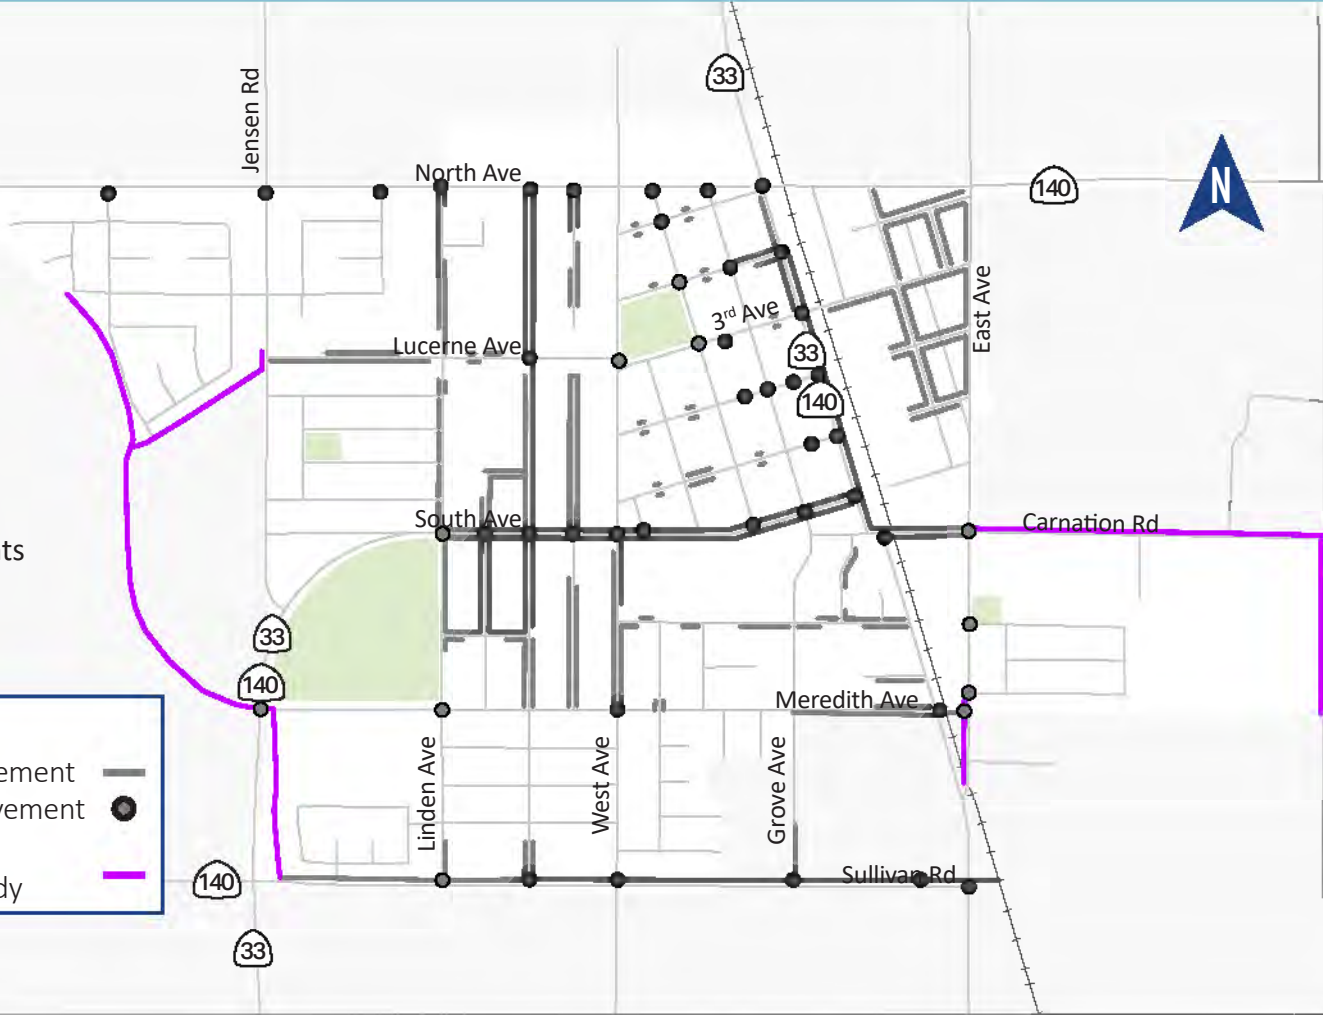 33
Jensen Rd
North Ave
140
N
East Ave
3rd Ave
Lucerne Ave
33
140
South Ave
Carnation Rd
ts
33
140
Meredith Ave
ement
vement
Linden Ave
West Ave
Grove Ave
140
dy
Sullivan Rd
33